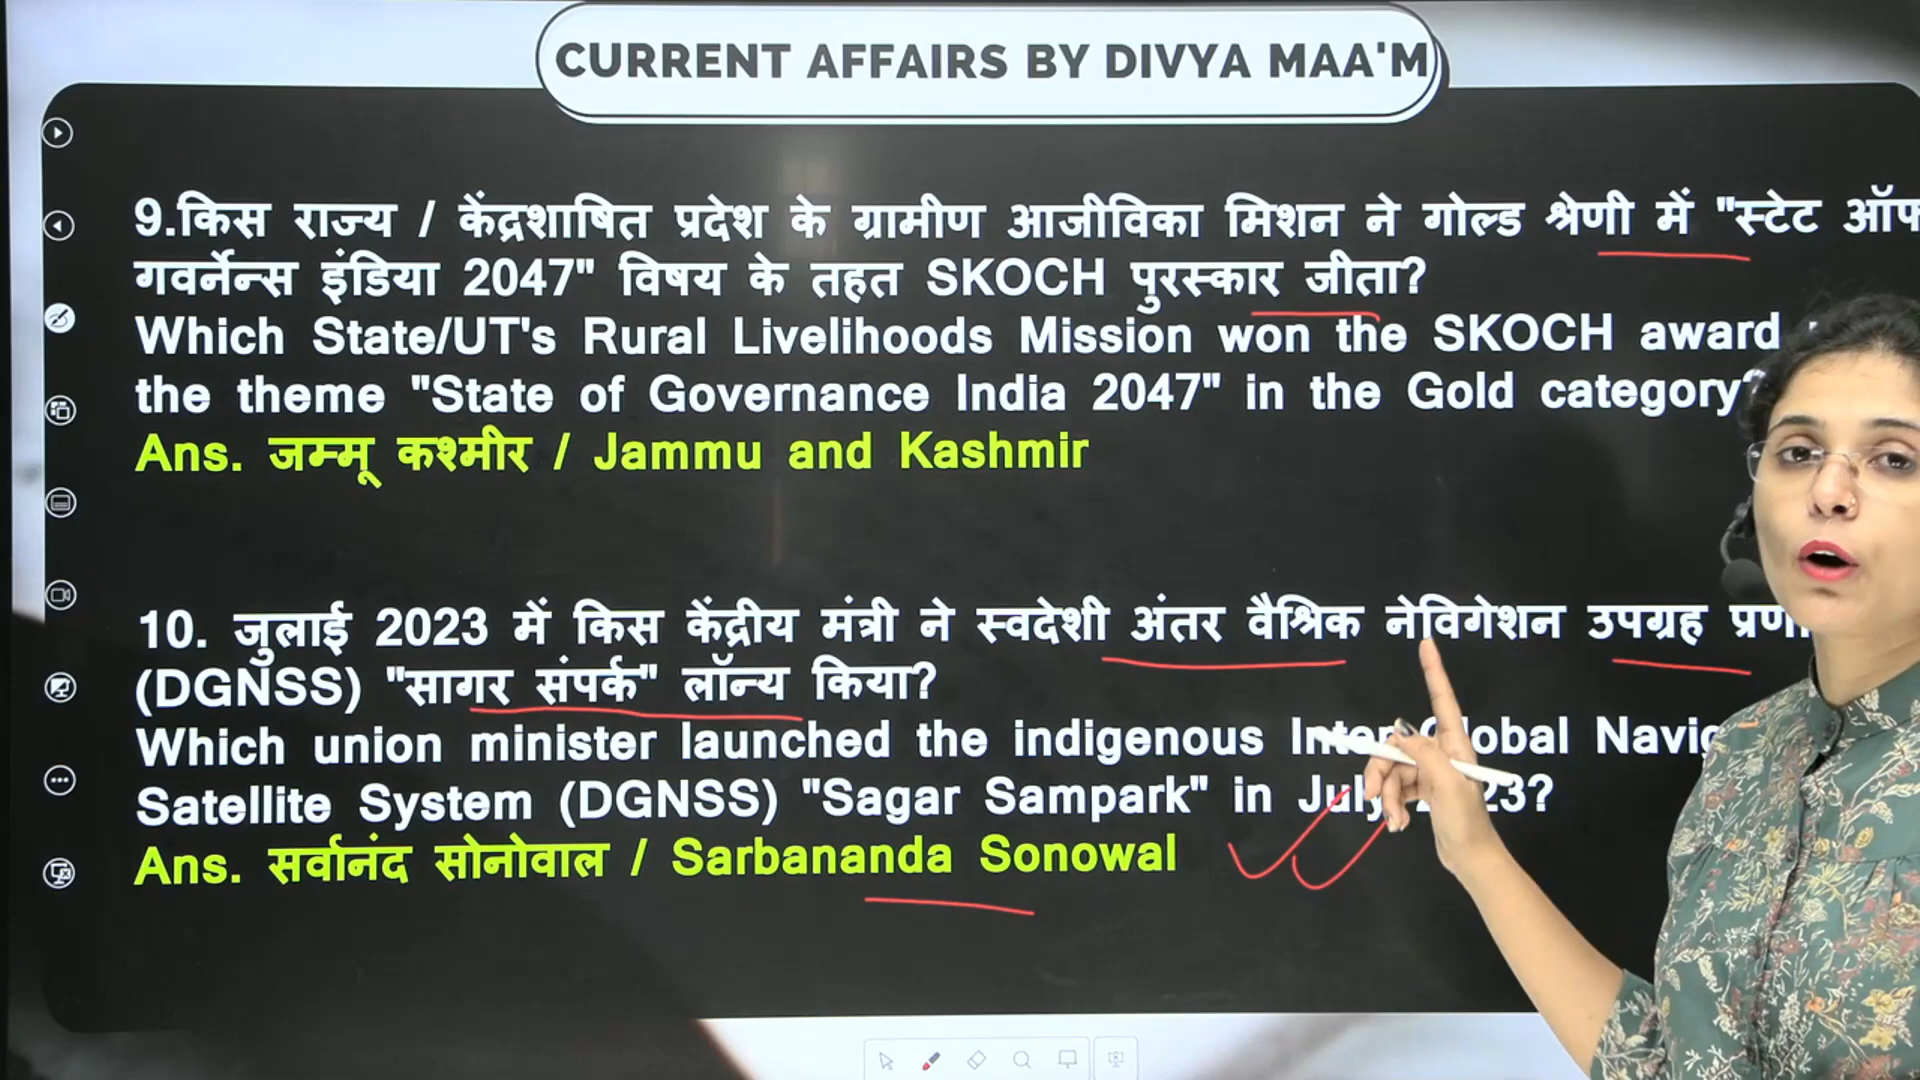 CURRENT AFFAIRS BY DIVYA MAA'M
9.किस राज्य / केंद्रशाषित प्रदेश के ग्रामीण आजीविका मिशन ने गोल्ड श्रेणी में "स्टेट
गवर्नेन्स इंडिया 2047" विषय के तहत SKOCH पुरस्कार जीता?
Which State/UT's Rural Livelihoods Mission won the SKOCH award
the theme "State of Governance India 2047" in the Gold category?
Ans. जम्मू कश्मीर / Jammu and Kashmir
10. जुलाई 2023 में किस केंद्रीय मंत्री ने स्वदेशी अंतर वैश्रिक नेविगेशन उपग्रह
(DGNSS) "सागर संपर्क" लॉन्च किया?
Which union minister launched the indigenous
Satellite System (DGNSS) "Sagar Sampark" in July
Ans. सर्वानंद सोनोवाल / Sarbananda Sonowal